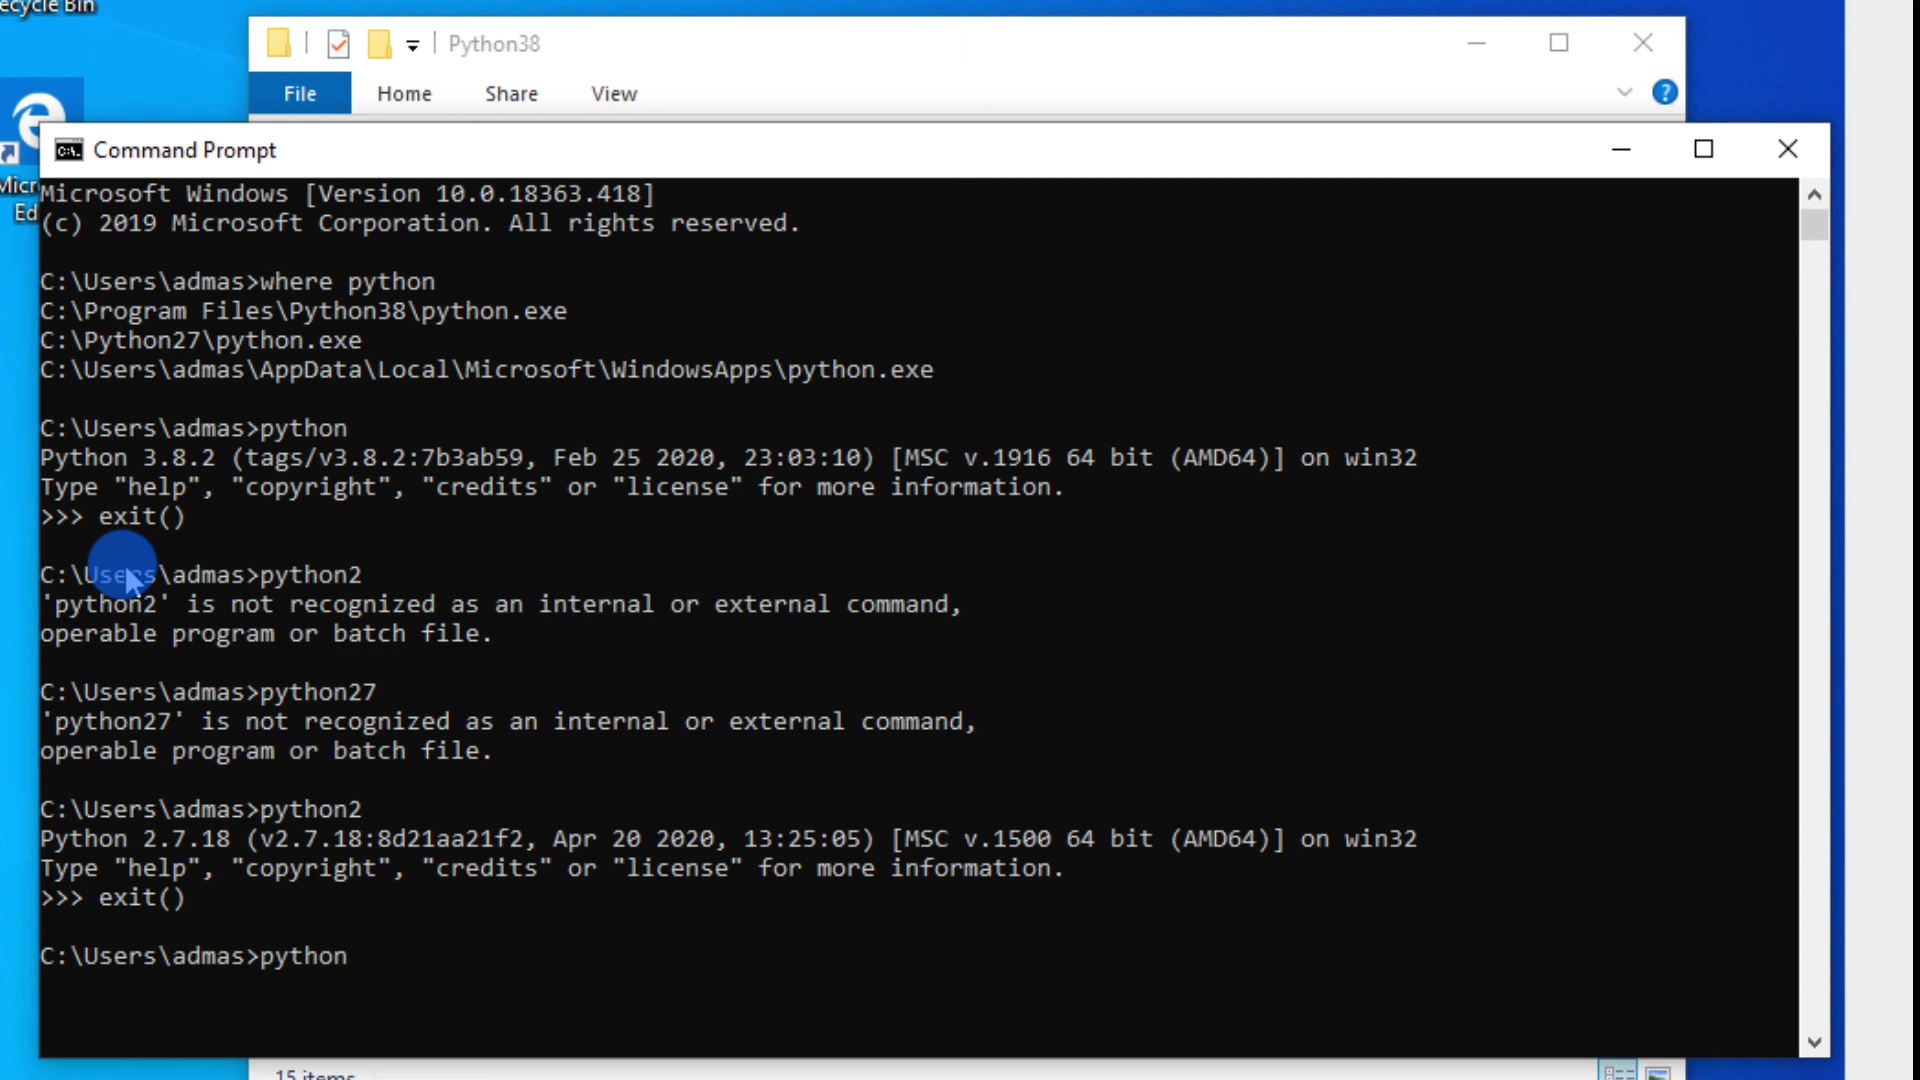 ecycle Bin
Python38
File Home Share View
Command Prompt
Micr
Ed
Microsoft Windows [Version 10.0.18363.418]
(c) 2019 Microsoft Corporation. All rights reserved.
C:\Users\admas>where python
C:\Program Files\Python38\python.exe
C:\Python27\python.exe
C:\Users\admas\AppData\Local\Microsoft\WindowsApps\python.exe
C:\Users\admas>python
Python 3.8.2 (tags/v3.8.2:7b3ab59, Feb 25 2020, 23:03:10) [MSC v.1916 64 bit (AMD64)] on win32
Type "help", "copyright", "credits" or "license" for more information.
>>> exit()
C:\Users\admas>python2
'python2' is not recognized as an internal or external command,
operable program or batch file.
C:\Users\admas>python27
'python27' is not recognized as an internal or external command,
operable program or batch file.
C:\Users\admas>python2
Python 2.7.18 (v2.7.18:8d21aa21f2, Apr 20 2020, 13:25:05) [MSC v.1500 64 bit (AMD64)] on win32
Type "help", "copyright", "credits" or "license" for more information.
>>> exit()
C:\Users\admas>python
15 items